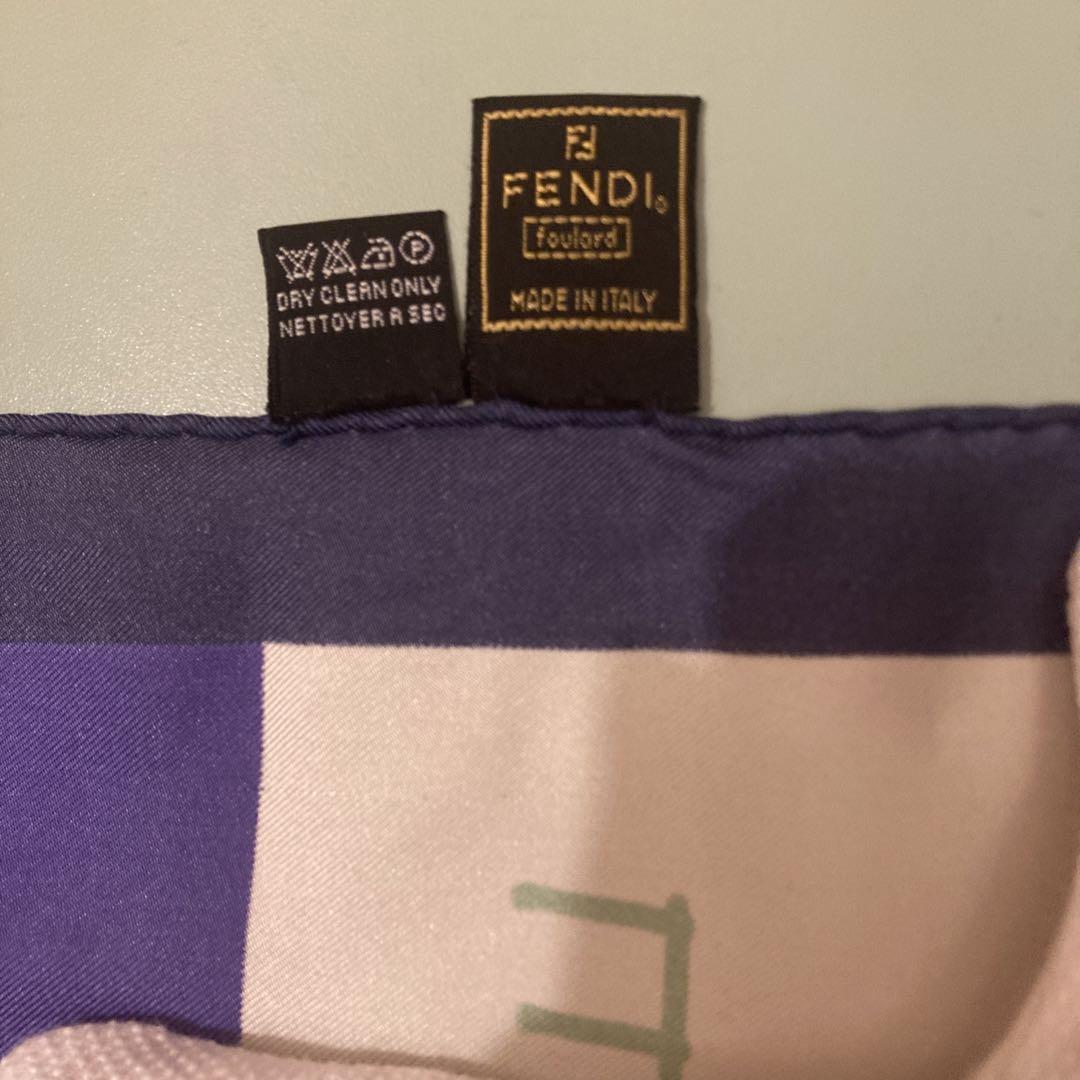 FENDI
foulard
MADE IN ITALY
P
DRY CLEAN ONLY
NETTOYER A SEC